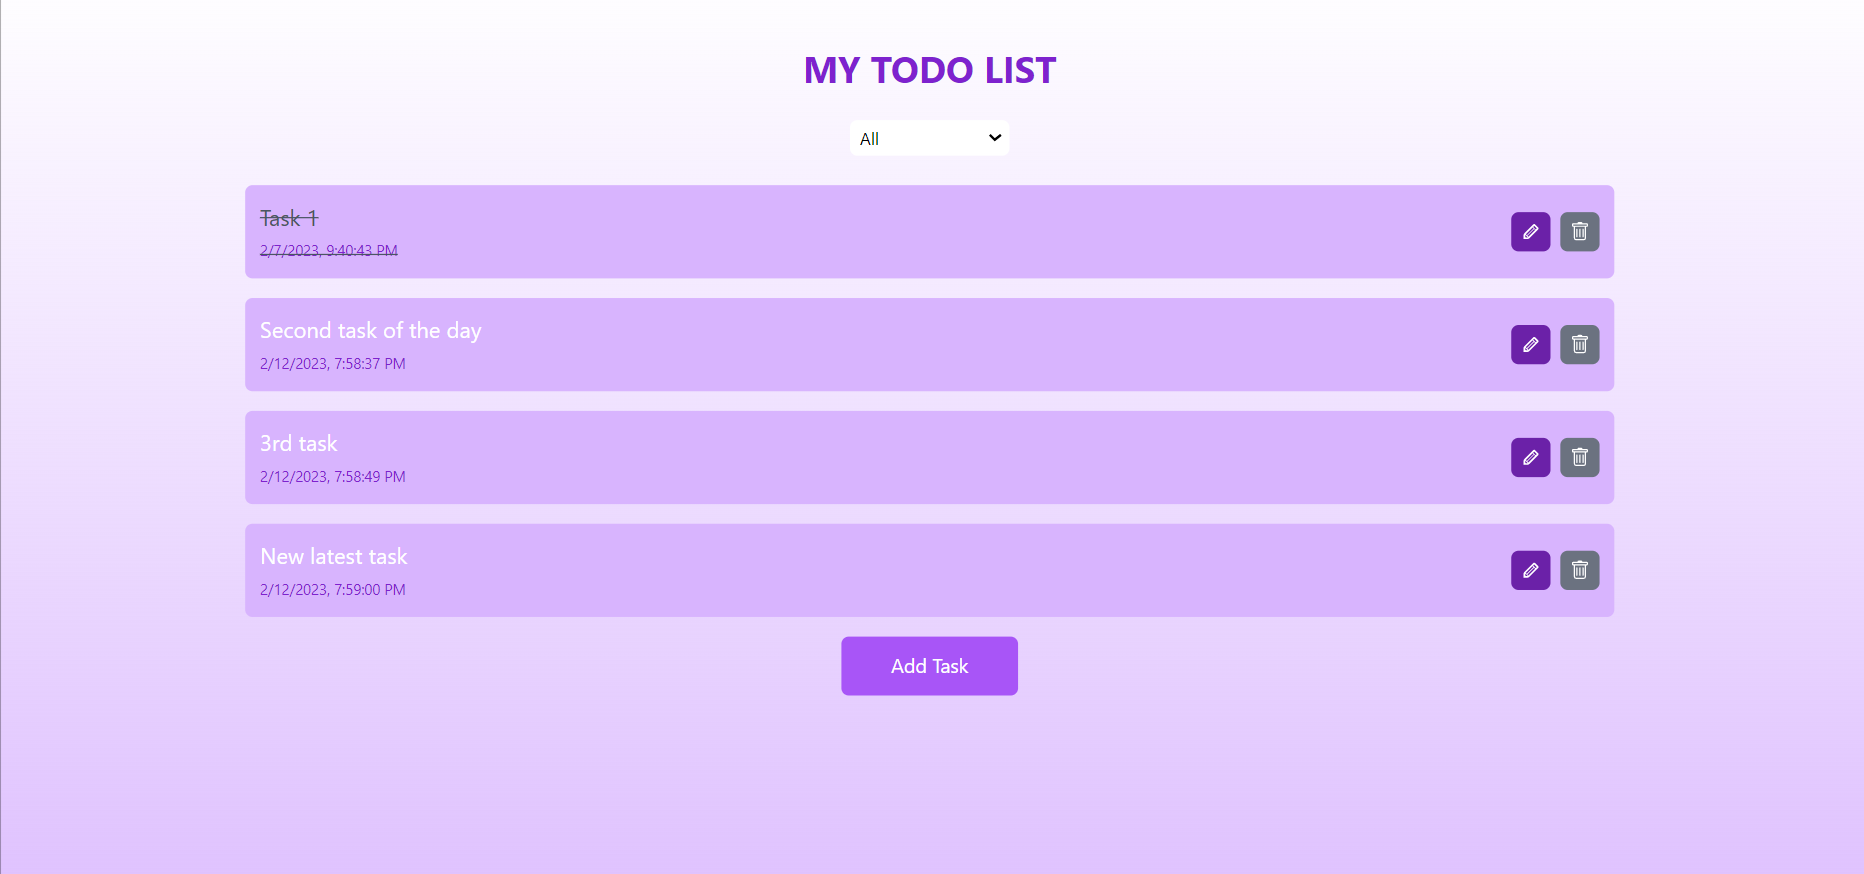 MY TODO LIST
All
Task 1
2/7/2023, 9:40:43 PM
Second task of the day
2/12/2023, 7:58:37 PM
3rd task
2/12/2023, 7:58:49 PM
New latest task
2/12/2023, 7:59:00 PM
Add Task